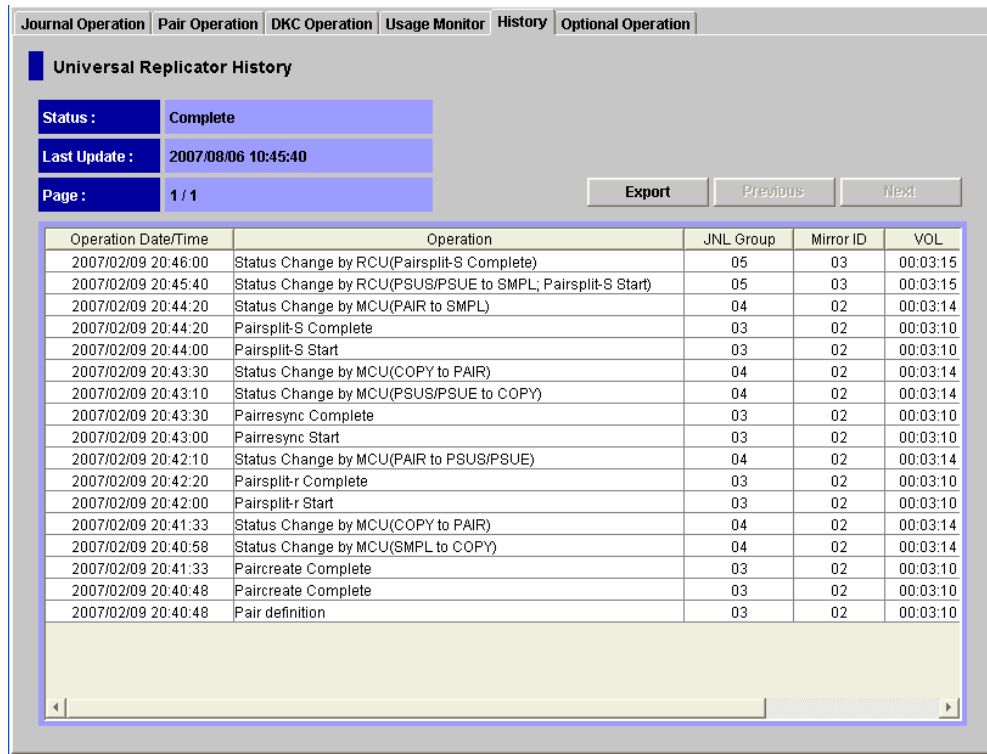 Journal Operation Pair Operation DKC Operation Usage Monitor History Optional Operation
Universal Replicator History
Status : Complete
Last Update : 2007/08/06 10:45:40
Page : 1 / 1
Export Previous Next
Operation Date/Time Operation JNL Group Mirror ID VOL
2007/02/09 20:46:00 Status Change by RCU(Pairsplit-S Complete) 05 03 00:03:15
2007/02/09 20:45:40 Status Change by RCU(PSUS/PSUE to SMPL; Pairsplit-S Start) 05 03 00:03:15
2007/02/09 20:44:20 Status Change by MCU(PAIR to SMPL) 04 02 00:03:14
2007/02/09 20:44:20 Pairsplit-S Complete 03 02 00:03:10
2007/02/09 20:44:00 Pairsplit-S Start 03 02 00:03:10
2007/02/09 20:43:30 Status Change by MCU(COPY to PAIR) 04 02 00:03:14
2007/02/09 20:43:10 Status Change by MCU(PSUS/PSUE to COPY) 04 02 00:03:14
2007/02/09 20:43:30 Pairresync Complete 03 02 00:03:10
2007/02/09 20:43:00 Pairresync Start 03 02 00:03:10
2007/02/09 20:42:10 Status Change by MCU(PAIR to PSUS/PSUE) 04 02 00:03:14
2007/02/09 20:42:20 Pairsplit-r Complete 03 02 00:03:10
2007/02/09 20:42:00 Pairsplit-r Start 03 02 00:03:10
2007/02/09 20:41:33 Status Change by MCU(COPY to PAIR) 04 02 00:03:14
2007/02/09 20:40:58 Status Change by MCU(SMPL to COPY) 04 02 00:03:14
2007/02/09 20:41:33 Paircreate Complete 03 02 00:03:10
2007/02/09 20:40:48 Paircreate Complete 03 02 00:03:10
2007/02/09 20:40:48 Pair definition 03 02 00:03:10